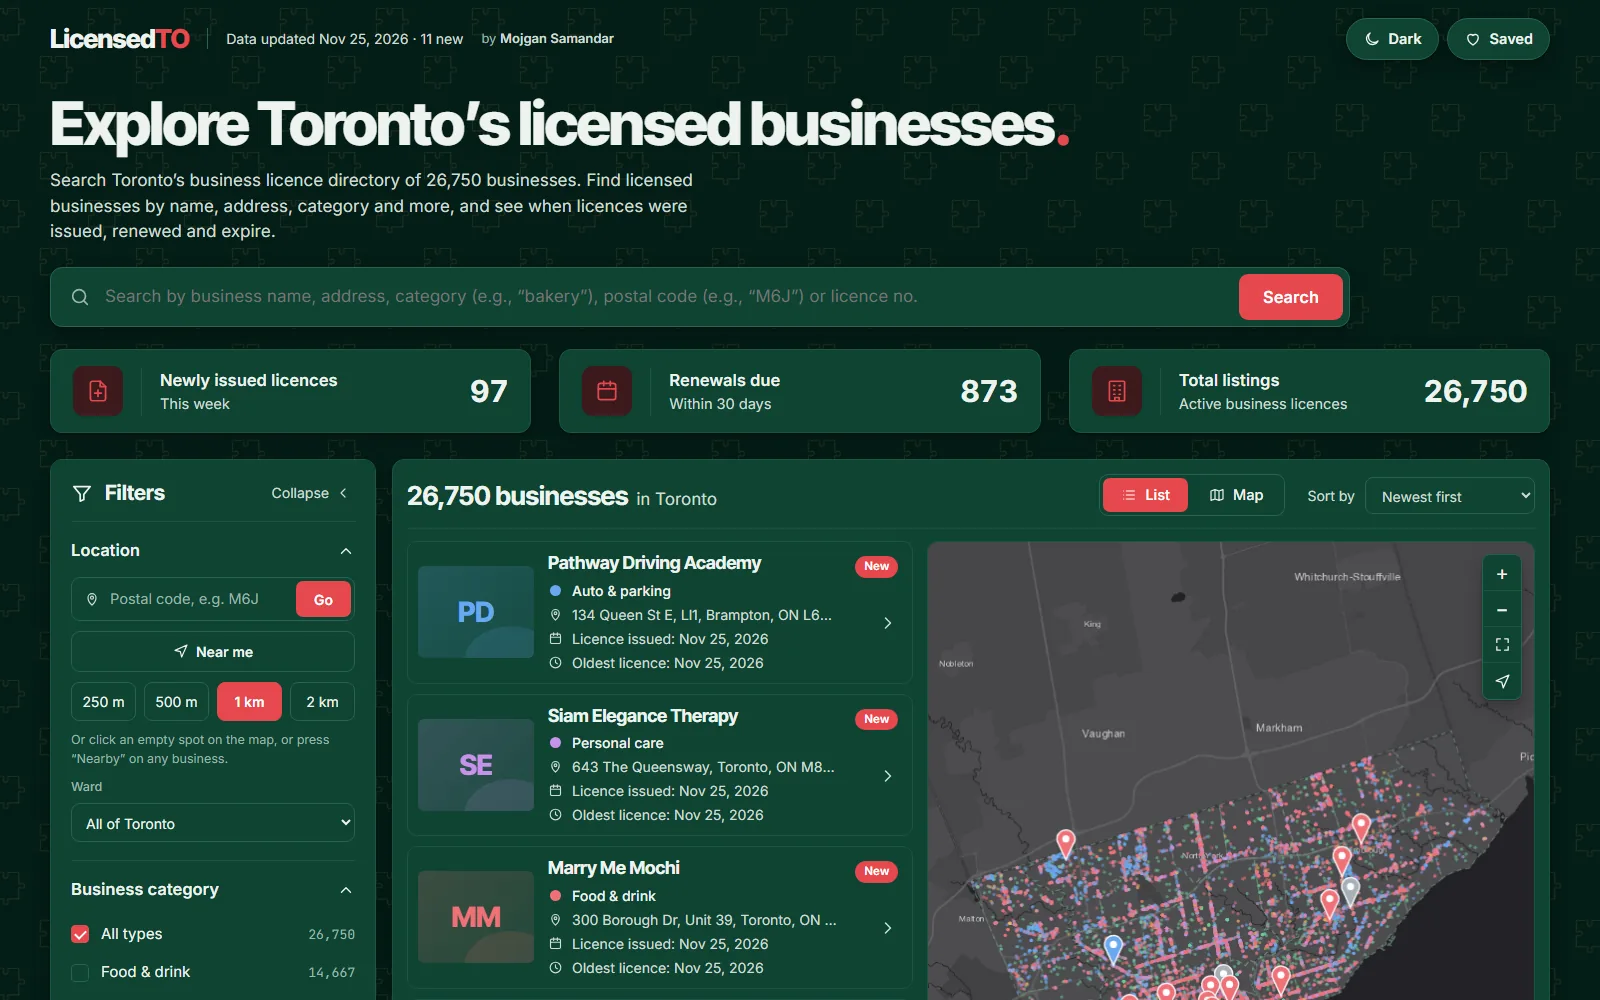 LicensedTO
Data updated Nov 25, 2026 · 11 new
by Mojgan Samandar
Dark
Saved
Explore Toronto’s licensed businesses.
Search Toronto’s business licence directory of 26,750 businesses. Find licensed
businesses by name, address, category and more, and see when licences were
issued, renewed and expire.
Search by business name, address, category (e.g., “bakery”), postal code (e.g., “M6J”) or licence no.
Search
Newly issued licences
This week
97
Renewals due
Within 30 days
873
Total listings
Active business licences
26,750
Filters
Collapse
Location
Postal code, e.g. M6J
Go
Near me
250 m
500 m
1 km
2 km
Or click an empty spot on the map, or press
“Nearby” on any business.
Ward
All of Toronto
Business category
All types
26,750
Food & drink
14,667
26,750 businesses in Toronto
List
Map
Sort by
Newest first
PD
Pathway Driving Academy
New
Auto & parking
134 Queen St E, Ll1, Brampton, ON L6...
Licence issued: Nov 25, 2026
Oldest licence: Nov 25, 2026
SE
Siam Elegance Therapy
New
Personal care
643 The Queensway, Toronto, ON M8...
Licence issued: Nov 25, 2026
Oldest licence: Nov 25, 2026
MM
Marry Me Mochi
New
Food & drink
300 Borough Dr, Unit 39, Toronto, ON ...
Licence issued: Nov 25, 2026
Oldest licence: Nov 25, 2026
Whitchurch-Stouffville
King
Nobleton
Vaughan
Markham
Pic
North York
Malton